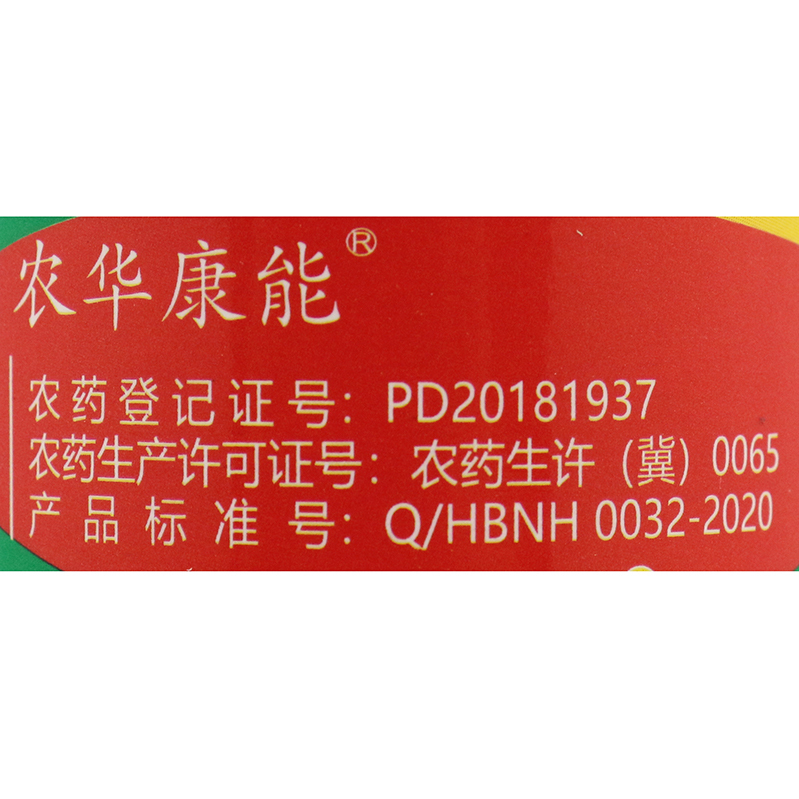 农华康能®
农药登记证号：PD20181937
农药生产许可证号：农药生许（冀）0065
产品标准号：Q/HBNH 0032-2020